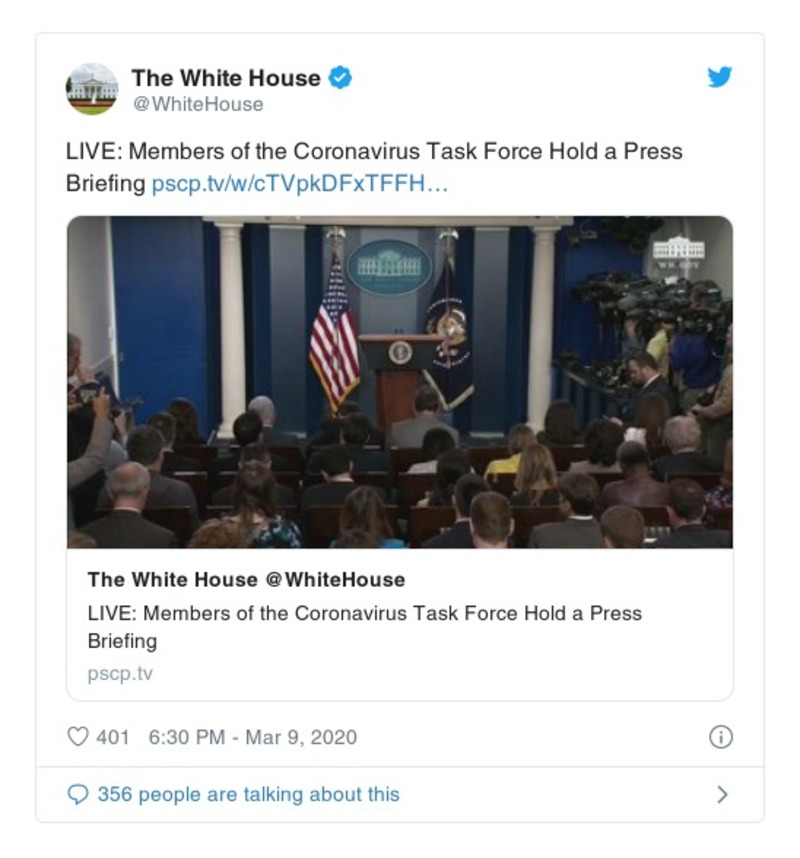 The White House
@WhiteHouse
LIVE: Members of the Coronavirus Task Force Hold a Press
Briefing pscp.tv/w/cTVpkDFxTFFH…
WH.GOV
The White House @WhiteHouse
LIVE: Members of the Coronavirus Task Force Hold a Press
Briefing
pscp.tv
401 6:30 PM - Mar 9, 2020
356 people are talking about this